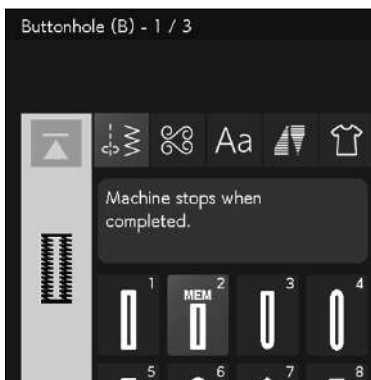 Buttonhole (B) - 1 / 3
Aa
Machine stops when
completed.
1
MEM 2
3
4
5
6
7
8